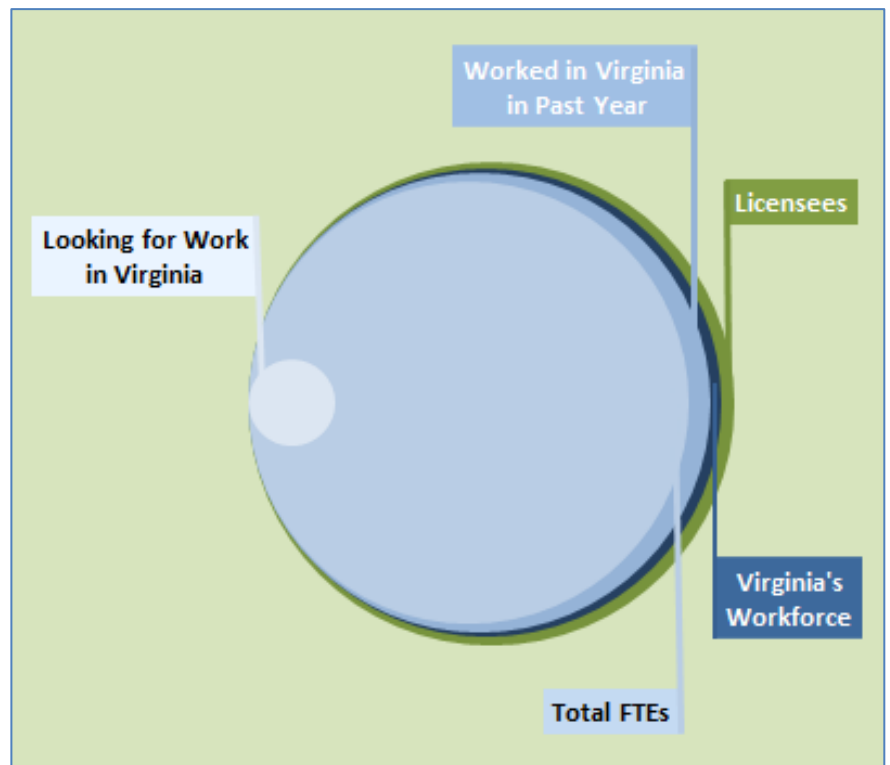 Worked in Virginia
in Past Year
Licensees
Looking for Work
in Virginia
Virginia's
Workforce
Total FTEs